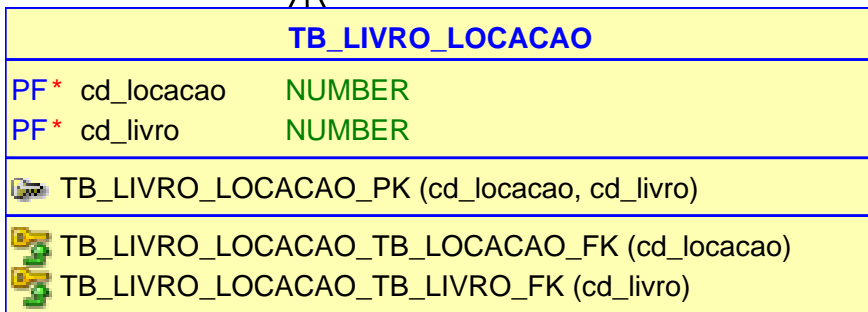 TB_LIVRO_LOCACAO
PF* cd_locacao NUMBER
PF* cd_livro NUMBER
TB_LIVRO_LOCACAO_PK (cd_locacao, cd_livro)
TB_LIVRO_LOCACAO_TB_LOCACAO_FK (cd_locacao)
TB_LIVRO_LOCACAO_TB_LIVRO_FK (cd_livro)